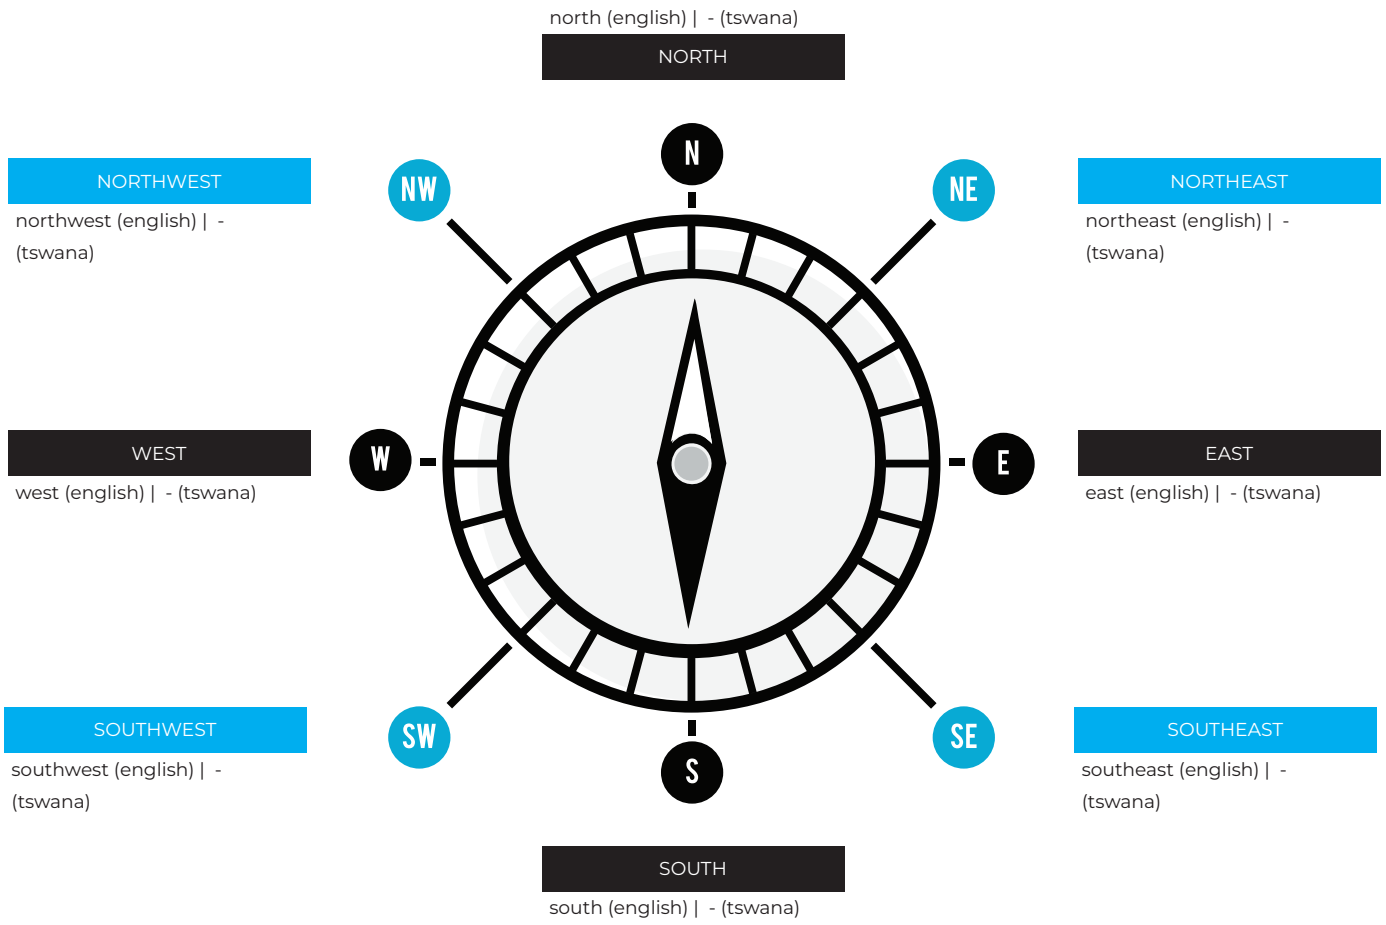 north (english) | - (tswana)
NORTH
N
NORTHWEST
NW
NE
NORTHEAST
northwest (english) | -
(tswana)
northeast (english) | -
(tswana)
WEST
W
E
EAST
west (english) | - (tswana)
east (english) | - (tswana)
SOUTHWEST
SW
SE
SOUTHEAST
southwest (english) | -
(tswana)
southeast (english) | -
(tswana)
S
SOUTH
south (english) | - (tswana)